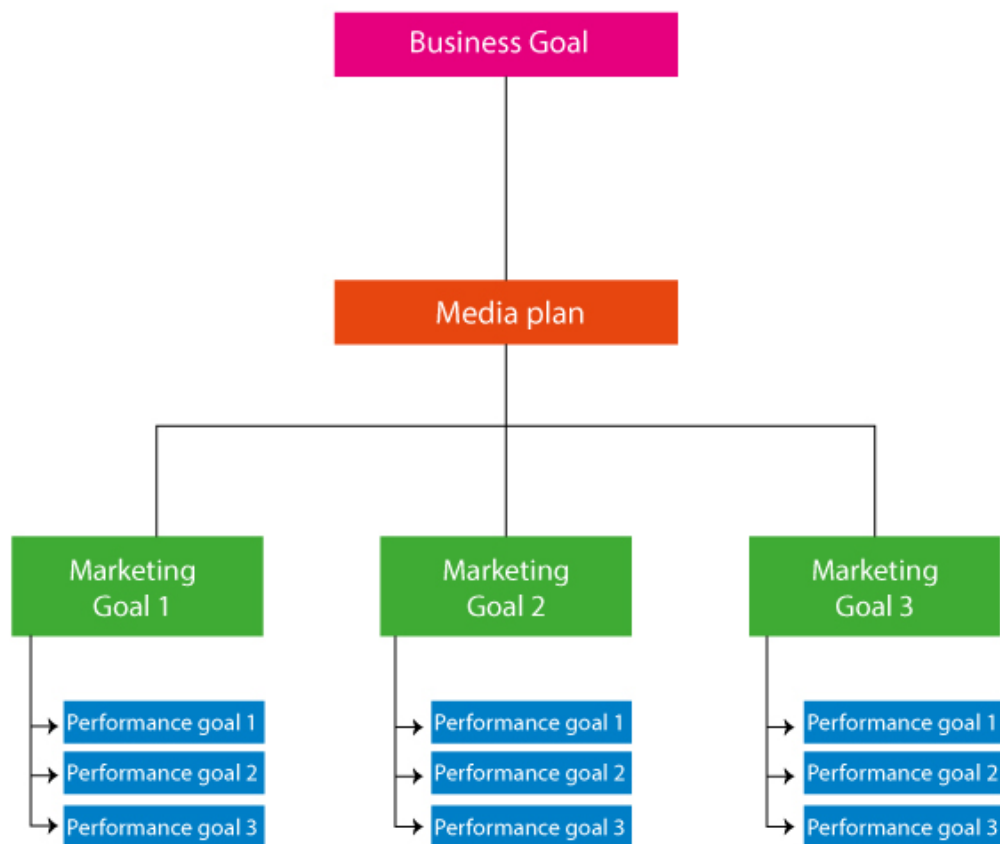 Business Goal
Media plan
Marketing
Goal 1
Marketing
Goal 2
Marketing
Goal 3
Performance goal 1
Performance goal 2
Performance goal 3
Performance goal 1
Performance goal 2
Performance goal 3
Performance goal 1
Performance goal 2
Performance goal 3